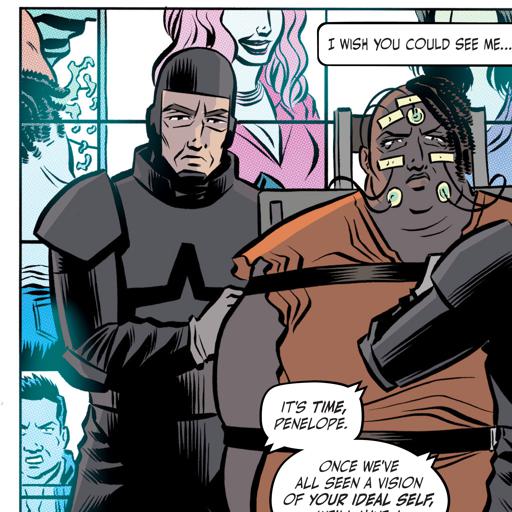 I WISH YOU COULD SEE ME...
IT'S TIME,
PENELOPE.
ONCE WE'VE
ALL SEEN A VISION
OF YOUR IDEAL SELF,